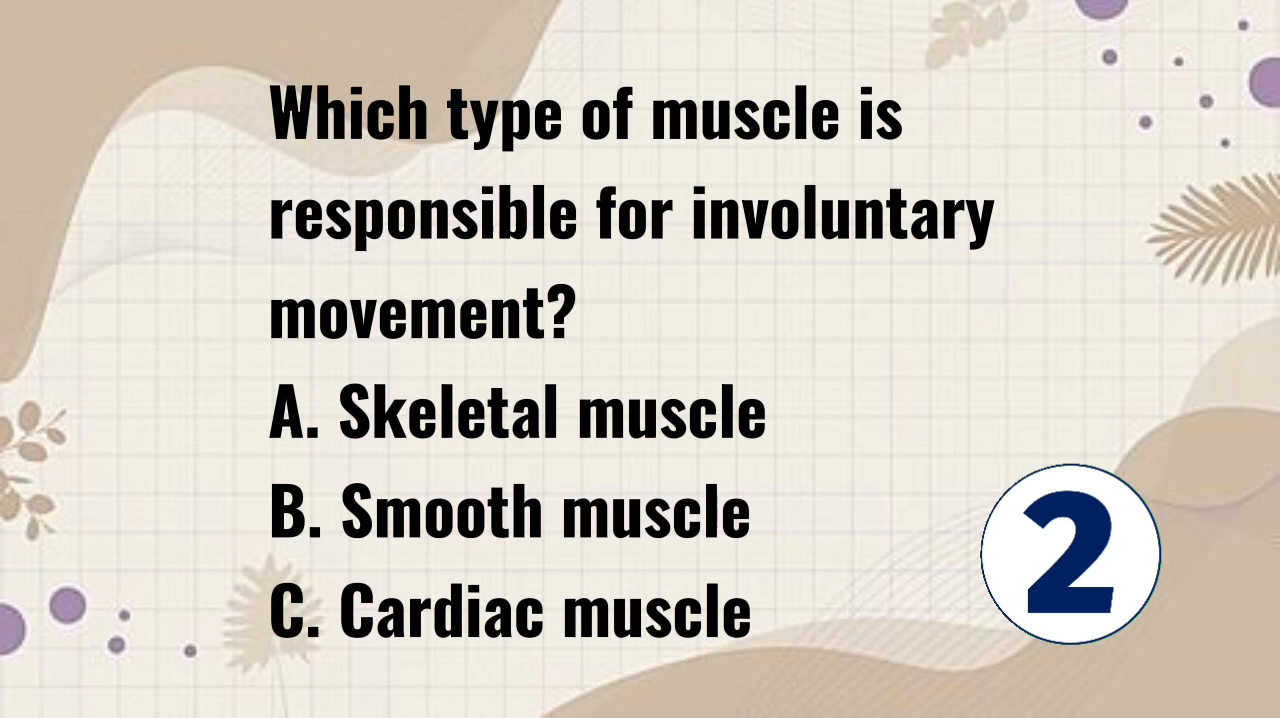 Which type of muscle is
responsible for involuntary
movement?
A. Skeletal muscle
B. Smooth muscle
C. Cardiac muscle
2